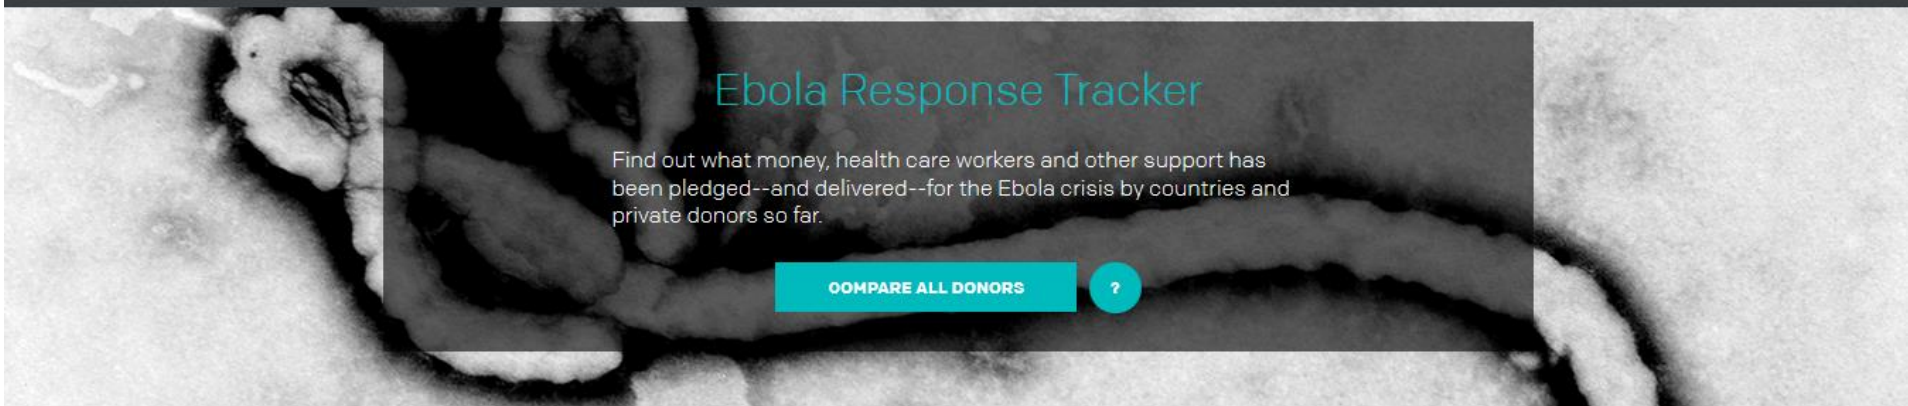 Ebola Response Tracker
Find out what money, health care workers and other support has
been pledged--and delivered--for the Ebola crisis by countries and
private donors so far.
COMPARE ALL DONORS
?